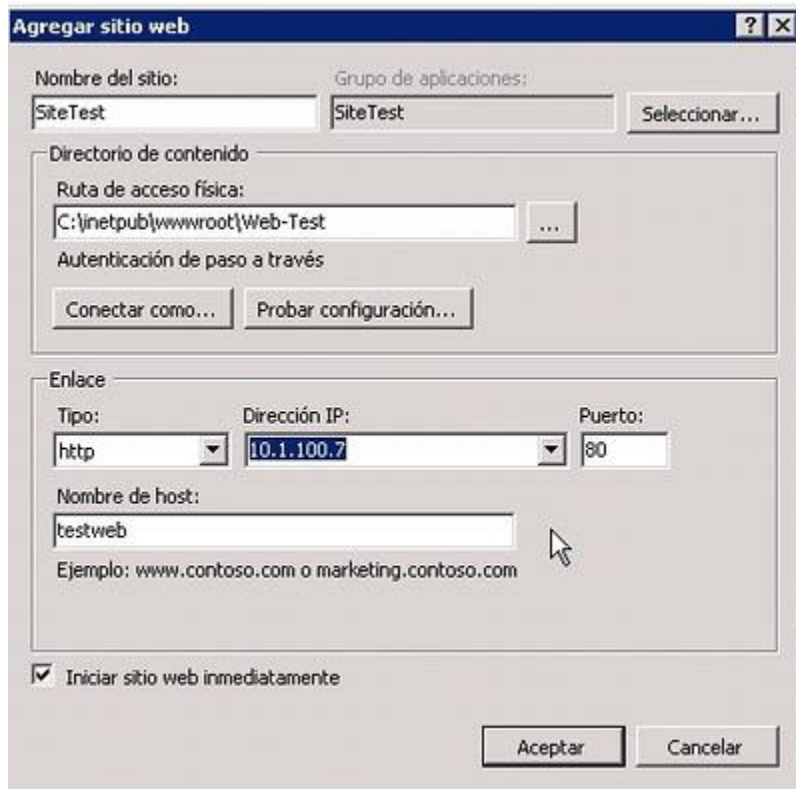 Agregar sitio web
Nombre del sitio: Grupo de aplicaciones:
SiteTest SiteTest Seleccionar...
Directorio de contenido
Ruta de acceso física:
C:\inetpub\wwwroot\Web-Test ...
Autenticación de paso a través
Conectar como... Probar configuración...
Enlace
Tipo: Dirección IP: Puerto:
http 10.1.100.7 80
Nombre de host:
testweb
Ejemplo: www.contoso.com o marketing.contoso.com
Iniciar sitio web inmediatamente
Aceptar Cancelar